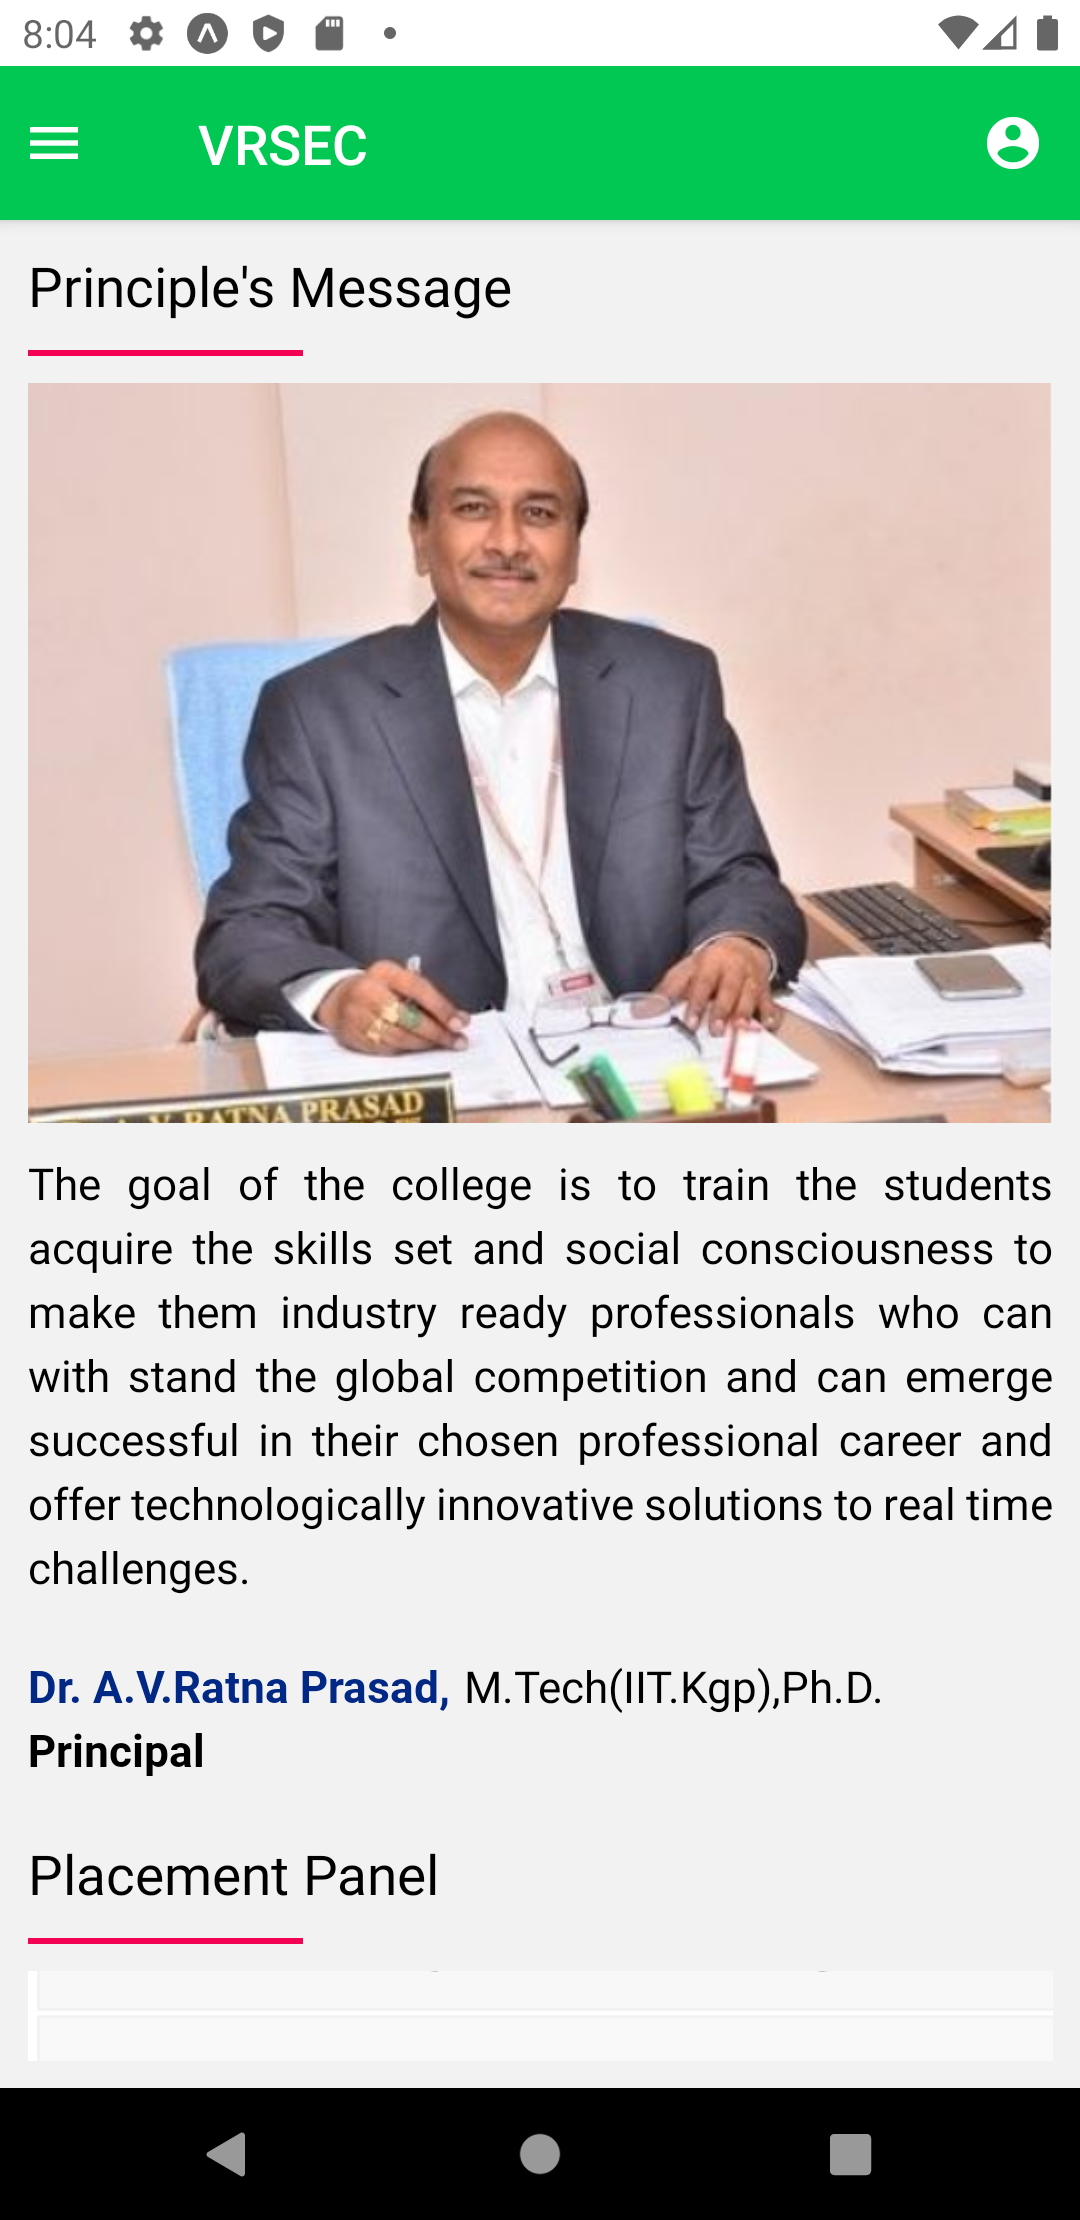 8:04
VRSEC
Principle's Message
A.V. RATNA PRASAD
The goal of the college is to train the students
acquire the skills set and social consciousness to
make them industry ready professionals who can
with stand the global competition and can emerge
successful in their chosen professional career and
offer technologically innovative solutions to real time
challenges.
Dr. A.V.Ratna Prasad, M.Tech(IIT.Kgp),Ph.D.
Principal
Placement Panel